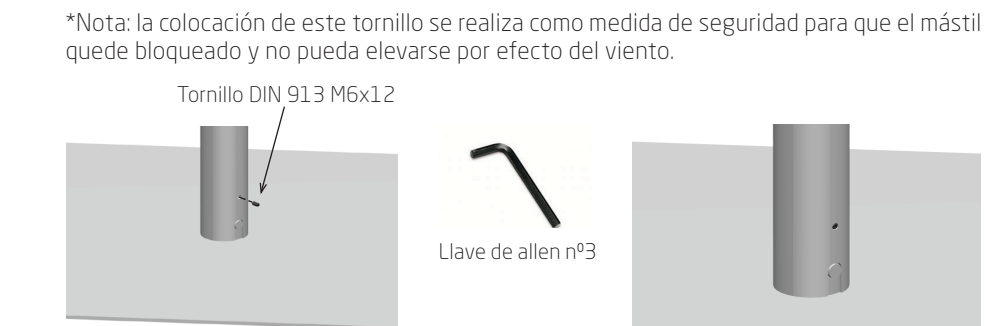 *Nota: la colocación de este tornillo se realiza como medida de seguridad para que el mástil
quede bloqueado y no pueda elevarse por efecto del viento.
Tornillo DIN 913 M6x12
Llave de allen nº3